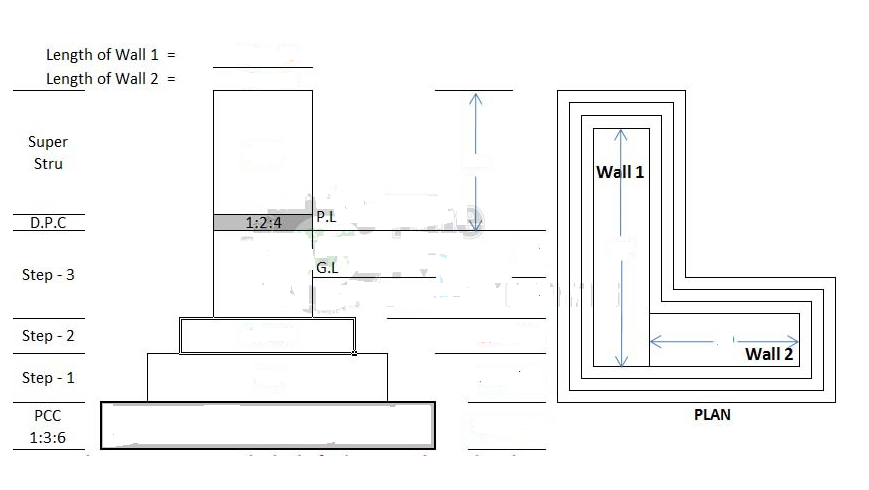 Length of Wall 1 =
Length of Wall 2 =
Super
Stru
D.P.C
1:2:4
P.L
G.L
Step - 3
Step - 2
Step - 1
PCC
1:3:6
Wall 1
Wall 2
PLAN